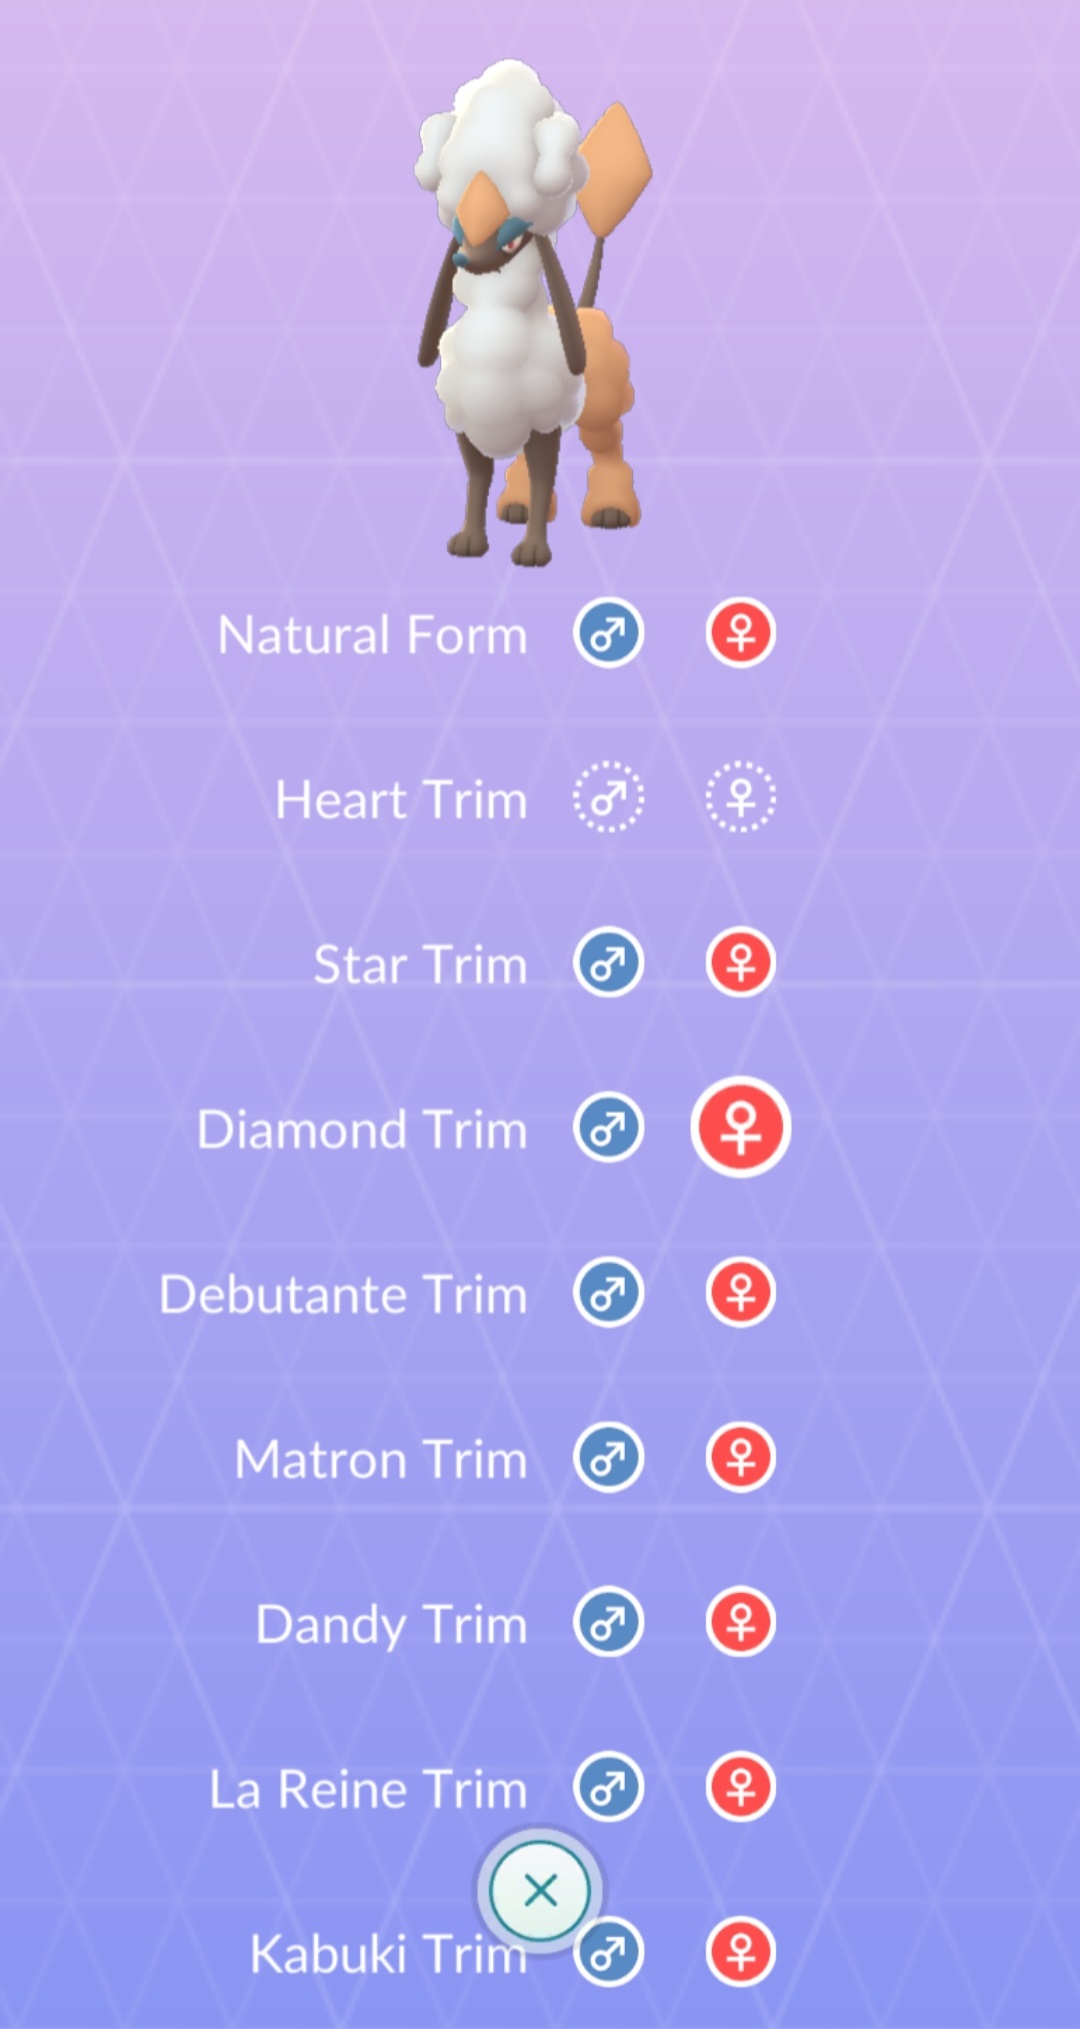 Natural Form ♂ ♀
Heart Trim ♂ ♀
Star Trim ♂ ♀
Diamond Trim ♂ ♀
Debutante Trim ♂ ♀
Matron Trim ♂ ♀
Dandy Trim ♂ ♀
La Reine Trim ♂ ♀
Kabuki Trim ♂ ♀